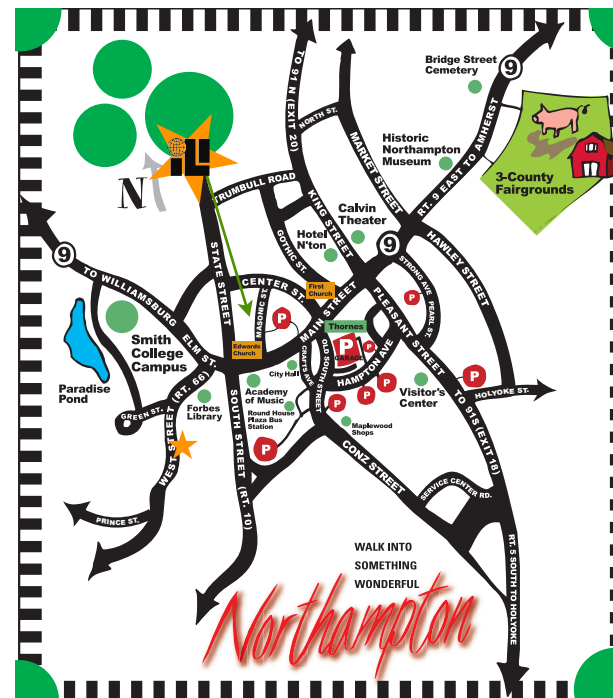 Bridge Street
Cemetery
9
TO 91 N (EXIT 20)
NORTH ST.
MARKET STREET
Historic
Northampton
Museum
RT. 9 EAST TO AMHERST
3-County
Fairgrounds
iLI
N
TRUMBULL ROAD
KING STREET
Calvin
Theater
Hotel
N'ton
GOTHIC ST.
9
HAWLEY STREET
9
TO WILLIAMSBURG
STATE STREET
CENTER ST.
First
Church
MAIN STREET
STRONG AVE
PEARL ST.
P
MASONIC ST.
P
PLEASANT STREET
Thornes
P
GARAGE
P
P
Smith
College
Campus
ELM ST.
Edwards
Church
CRAFTS AVE
OLD SOUTH STREET
HAMPTON AVE
City Hall
Paradise
Pond
GREEN ST.
WEST STREET (RT. 66)
Forbes
Library
Academy
of Music
Round House
Plaza Bus
Station
P
P
P
P
Maplewood
Shops
Visitor's
Center
P
HOLYOKE ST.
TO 91S (EXIT 18)
SOUTH STREET
(RT. 10)
P
CONZ STREET
SERVICE CENTER RD.
PRINCE ST.
RT. 5 SOUTH TO HOLYOKE
WALK INTO
SOMETHING
WONDERFUL
Northampton